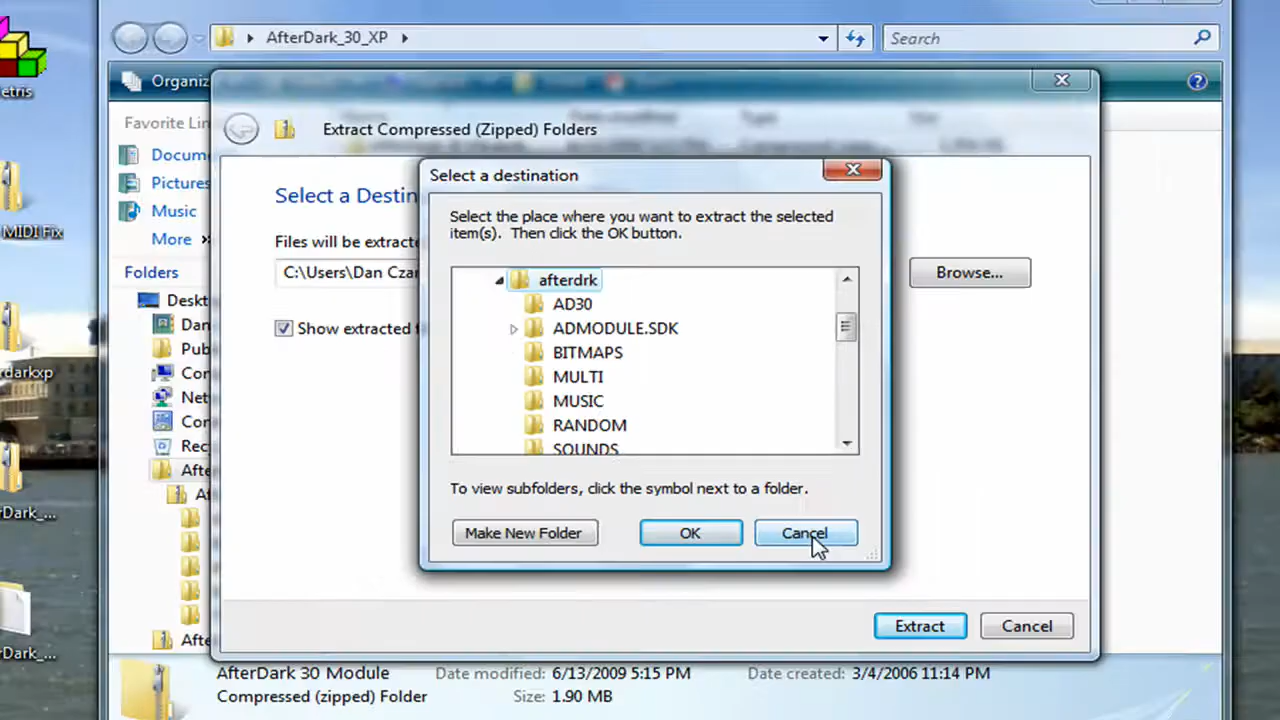 AfterDark_30_XP
Search
Organiz
etris
Extract Compressed (Zipped) Folders
Favorite Lin
Docum
Pictures
Music
More »
Folders
Deskt
Dan
Pub
Con
Net
Con
Rec
Afte
Af
Afte
MIDI Fix
darkxp
Dark_...
Dark_...
Select a Destin
Files will be extracte
C:\Users\Dan Czar
Browse...
Show extracted f
Select a destination
Select the place where you want to extract the selected
item(s). Then click the OK button.
afterdrk
AD30
ADMODULE.SDK
BITMAPS
MULTI
MUSIC
RANDOM
SOUNDS
To view subfolders, click the symbol next to a folder.
Make New Folder
OK
Cancel
Extract
Cancel
AfterDark 30 Module
Date modified: 6/13/2009 5:15 PM
Date created: 3/4/2006 11:14 PM
Compressed (zipped) Folder
Size: 1.90 MB